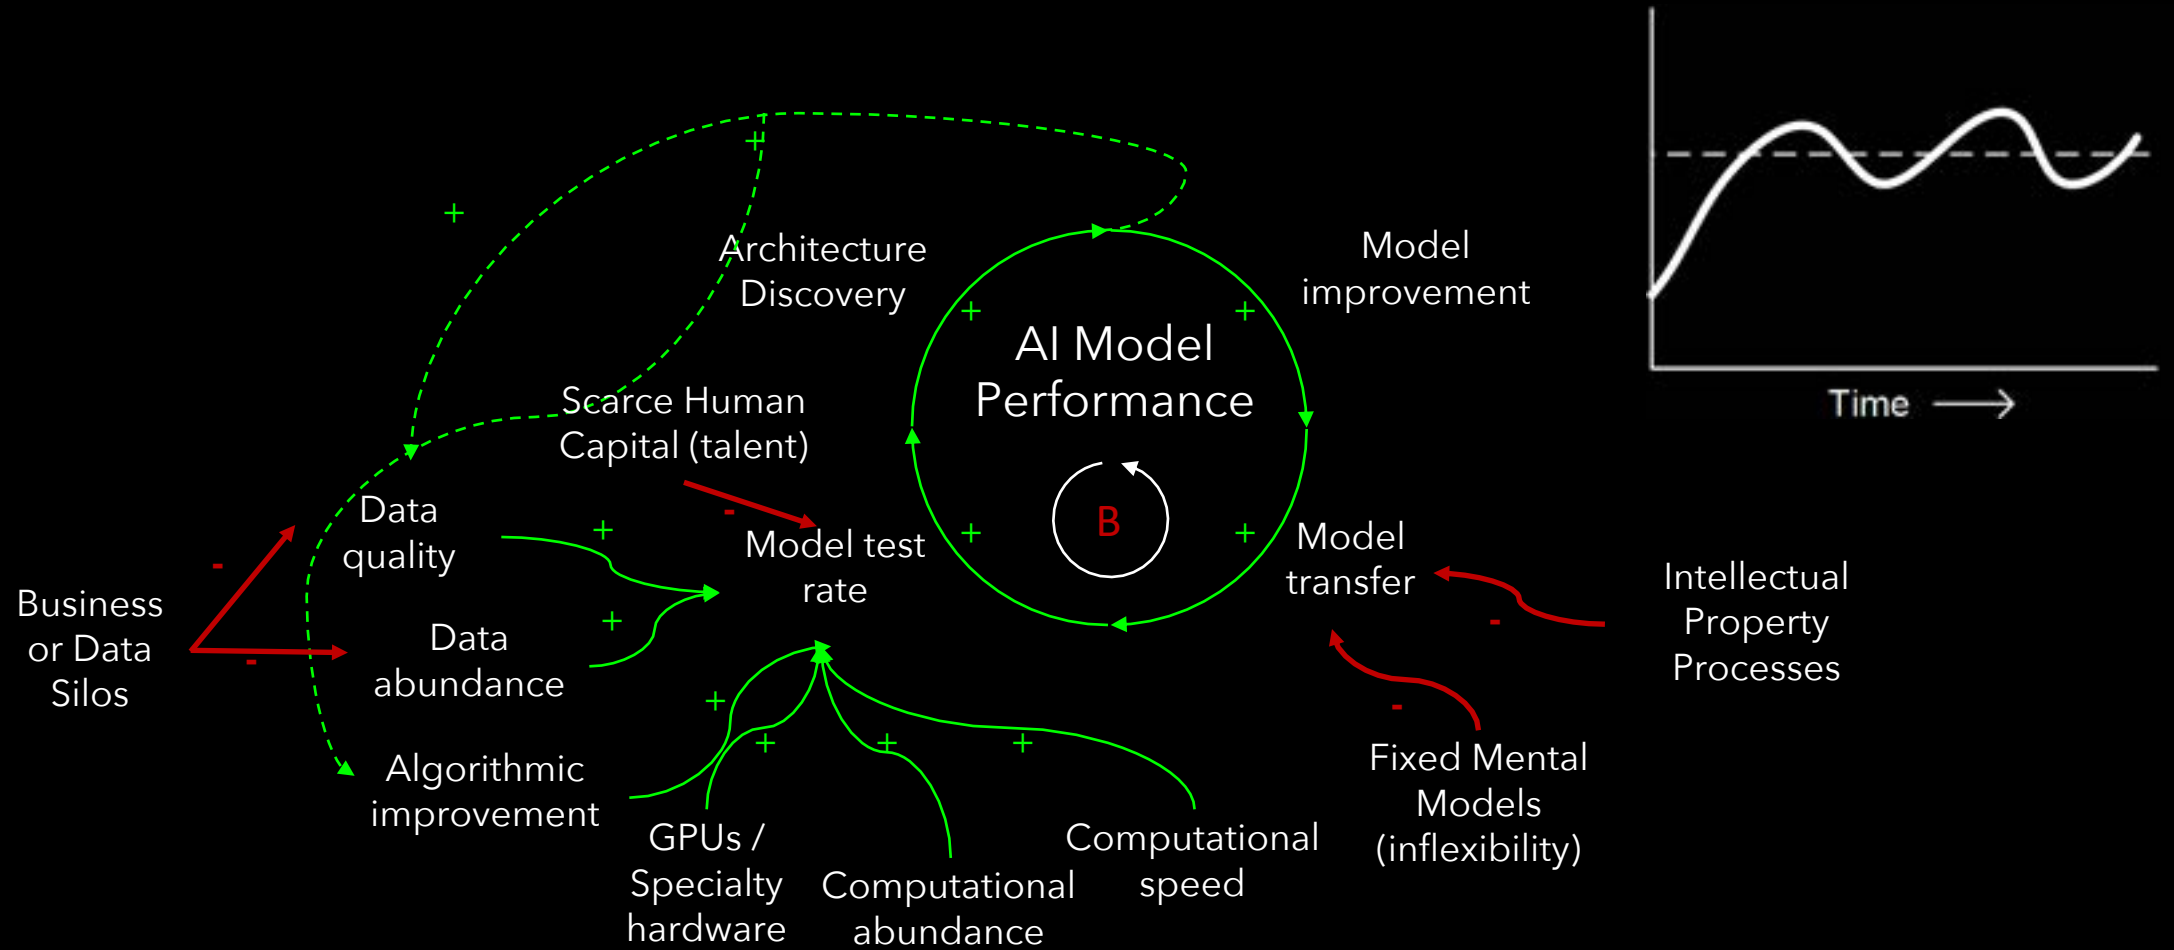 +
+
Architecture
Discovery
Model
improvement
+
+
AI Model
Performance
Time
Scarce Human
Capital (talent)
-
B
Data
quality
+
Model test
rate
+
+
Model
transfer
-
Business
or Data
Silos
-
Data
abundance
+
Intellectual
Property
Processes
-
+
+
+
+
-
Algorithmic
improvement
GPUs /
Specialty
hardware
Computational
abundance
Computational
speed
Fixed Mental
Models
(inflexibility)